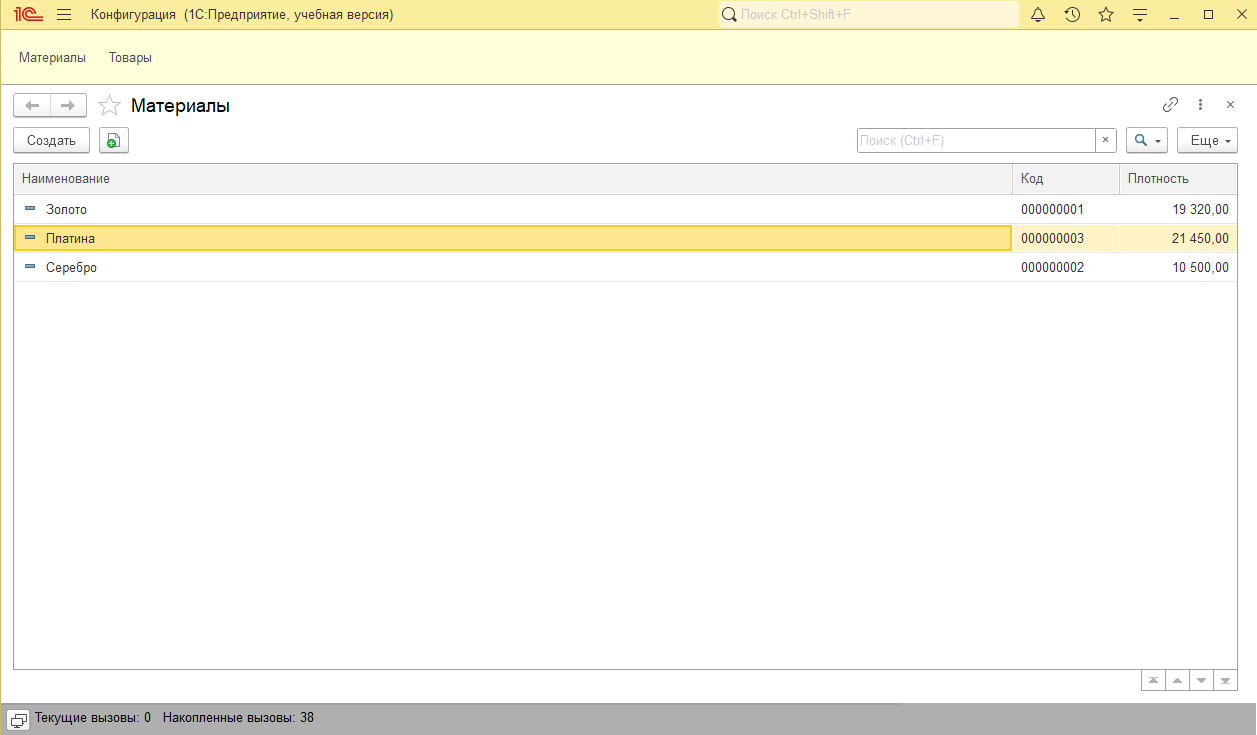 1С Конфигурация (1С:Предприятие, учебная версия) Поиск Ctrl+Shift+F
Материалы Товары
Материалы
Создать Поиск (Ctrl+F) × Еще
Наименование Код Плотность
Золото 000000001 19 320,00
Платина 000000003 21 450,00
Серебро 000000002 10 500,00
Текущие вызовы: 0 Накопленные вызовы: 38